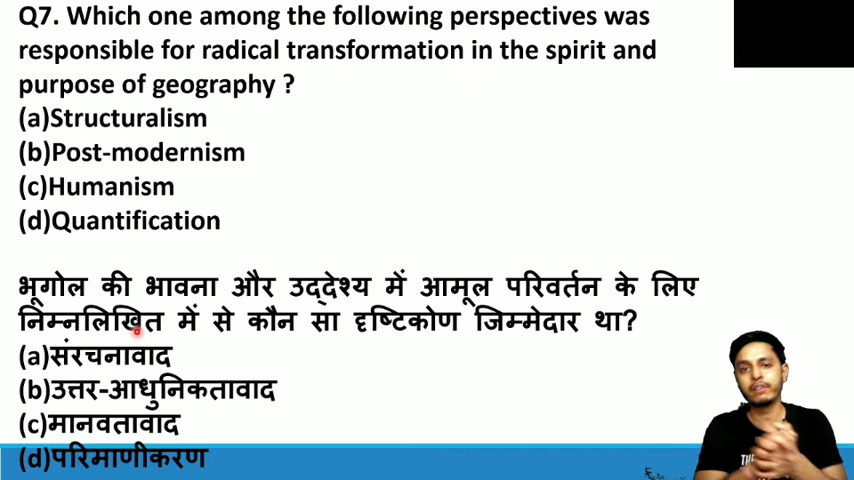 Q7. Which one among the following perspectives was
responsible for radical transformation in the spirit and
purpose of geography ?
(a)Structuralism
(b)Post-modernism
(c)Humanism
(d)Quantification
भूगोल की भावना और उद्देश्य में आमूल परिवर्तन के लिए
निम्नलिखित में से कौन सा दृष्टिकोण जिम्मेदार था?
(a)संरचनावाद
(b)उत्तर-आधुनिकतावाद
(c)मानवतावाद
(d)परिमाणीकरण